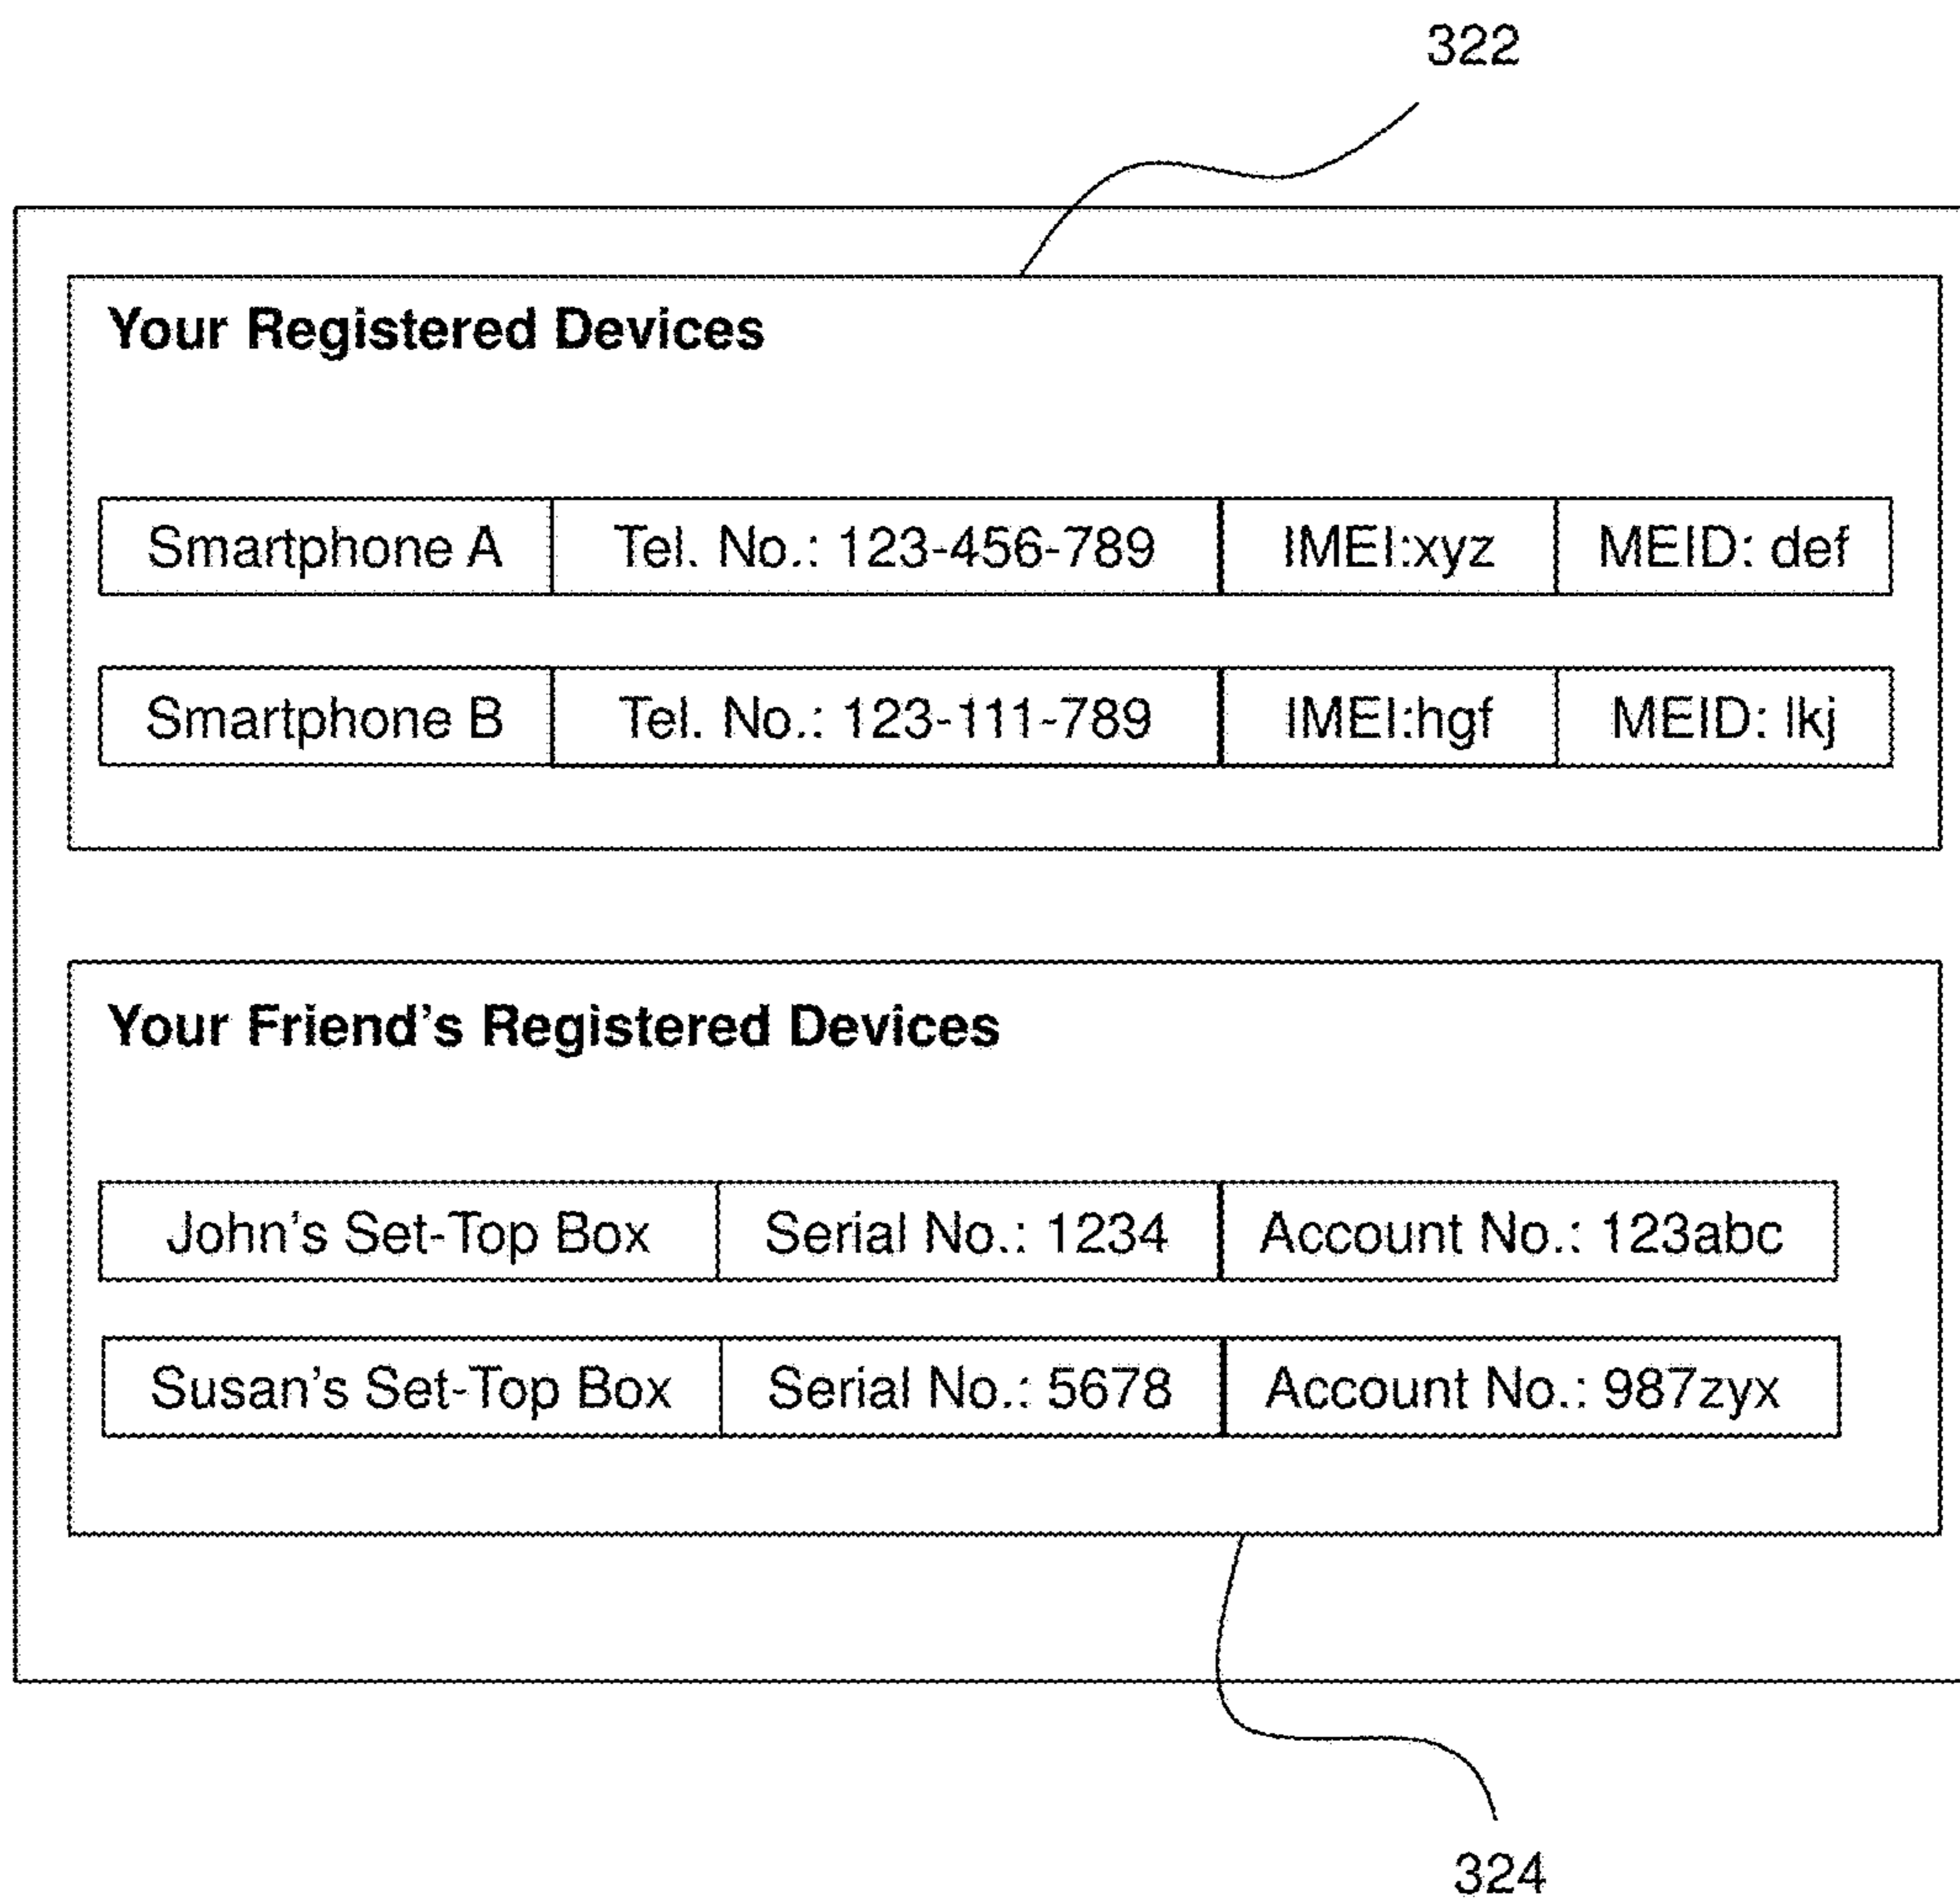 322
Your Registered Devices
Smartphone A Tel. No.: 123-456-789 IMEI:xyz MEID: def
Smartphone B Tel. No.: 123-111-789 IMEI:hgf MEID: lkj
Your Friend's Registered Devices
John's Set-Top Box Serial No.: 1234 Account No.: 123abc
Susan's Set-Top Box Serial No.: 5678 Account No.: 987zyx
324